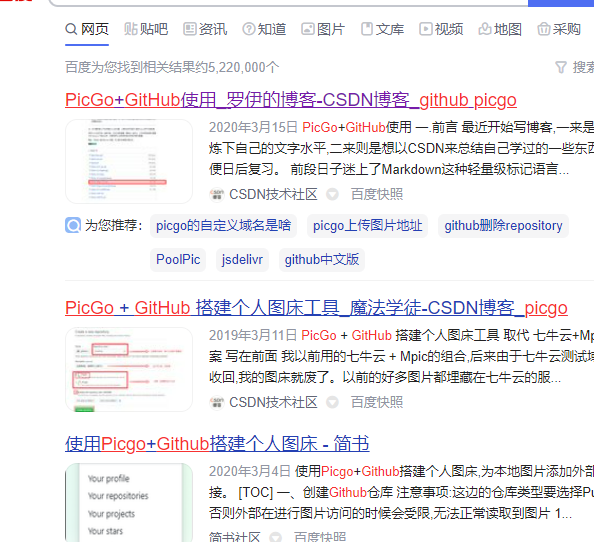 网页 贴吧 资讯 知道 图片 文库 视频 地图 采购
百度为您找到相关结果约5,220,000个 搜索
PicGo+GitHub使用_罗伊的博客-CSDN博客_github picgo
2020年3月15日 PicGo+GitHub使用 一.前言 最近开始写博客,一来是
炼下自己的文字水平,二来则是想以CSDN来总结自己学过的一些东西
便日后复习。 前段日子迷上了Markdown这种轻量级标记语言...
CSDN技术社区 百度快照
为您推荐: picgo的自定义域名是啥 picgo上传图片地址 github删除repository
PoolPic jsdelivr github中文版
PicGo + GitHub 搭建个人图床工具_魔法学徒-CSDN博客_picgo
2019年3月11日 PicGo + GitHub 搭建个人图床工具 取代 七牛云+Mp
案 写在前面 我以前用的七牛云 + Mpic的组合,后来由于七牛云测试域
收回,我的图床就废了。以前的好多图片都埋藏在七牛云的服...
CSDN技术社区 百度快照
使用Picgo+Github搭建个人图床 - 简书
Your profile
Your repositories
Your projects
Your stars
2020年3月4日 使用Picgo+Github搭建个人图床,为本地图片添加外部
接。 [TOC] 一、创建Github仓库 注意事项:这边的仓库类型要选择Pu
否则外部在进行图片访问的时候会受限,无法正常读取到图片 1...
简书社区 百度快照